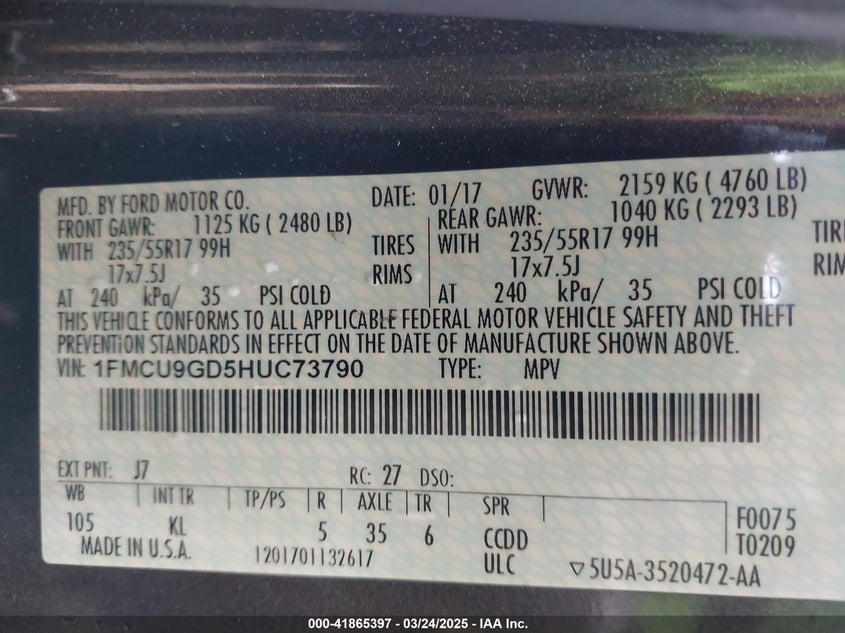 MFD. BY FORD MOTOR CO. DATE: 01/17 GVWR: 2159 KG ( 4760 LB)
FRONT GAWR: 1125 KG ( 2480 LB) REAR GAWR: 1040 KG ( 2293 LB)
WITH 235/55R17 99H TIRES WITH 235/55R17 99H TIRE
17x7.5J RIMS 17x7.5J RIM
AT 240 kPa/ 35 PSI COLD AT 240 kPa/ 35 PSI COLD
THIS VEHICLE CONFORMS TO ALL APPLICABLE FEDERAL MOTOR VEHICLE SAFETY AND THEFT
PREVENTION STANDARDS IN EFFECT ON THE DATE OF MANUFACTURE SHOWN ABOVE.
VIN: 1FMCU9GD5HUC73790 TYPE: MPV
EXT PNT: J7 RC: 27 DSO:
WB INT TR TP/PS R AXLE TR SPR
105 KL 5 35 6 CCDD F0075
MADE IN U.S.A. 1201701132617 ULC T0209
▽5U5A-3520472-AA
000-41865397 - 03/24/2025 - IAA Inc.